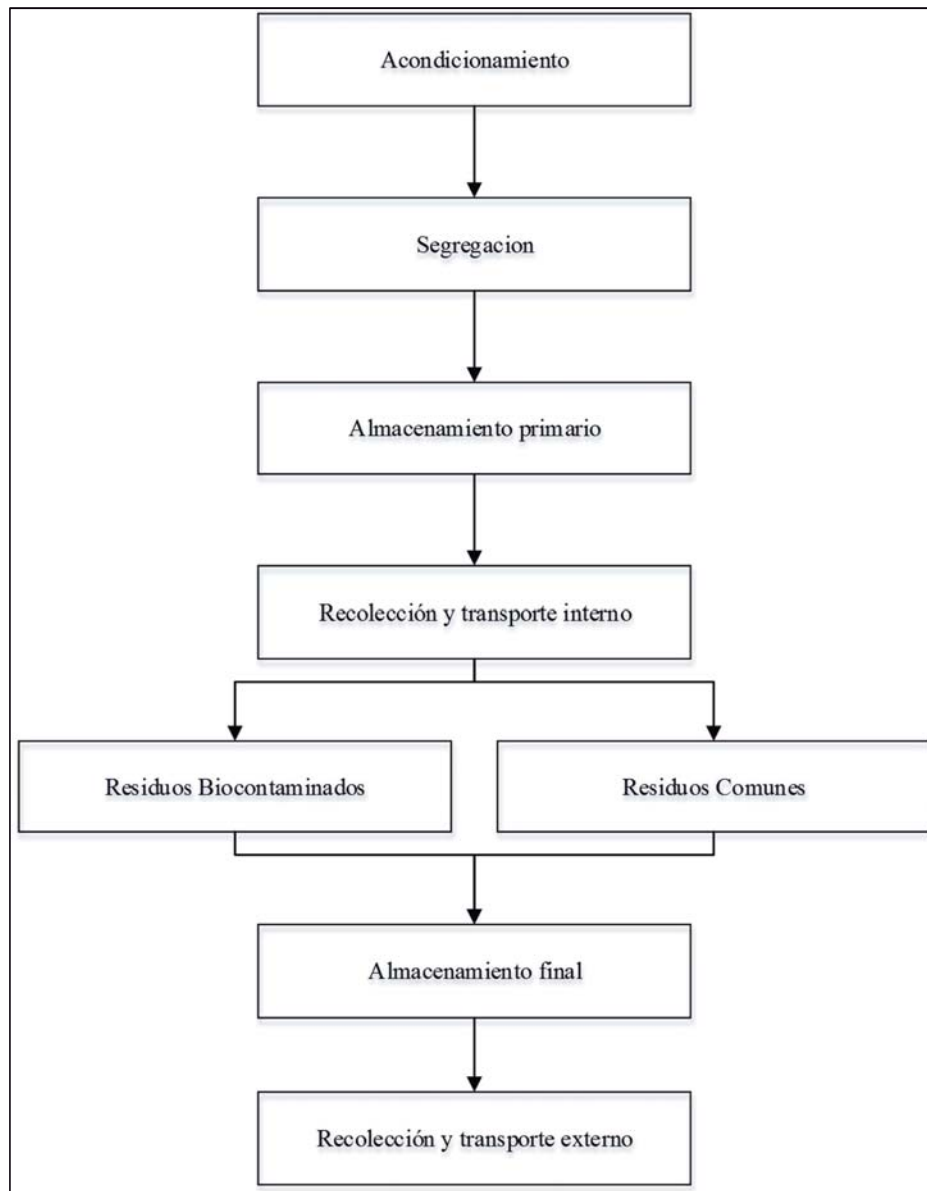 Acondicionamiento
Segregacion
Almacenamiento primario
Recolección y transporte interno
Residuos Biocontaminados
Residuos Comunes
Almacenamiento final
Recolección y transporte externo